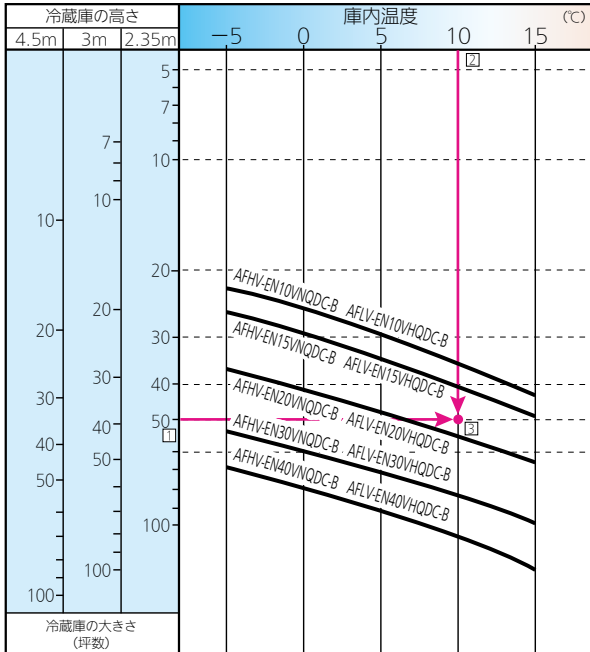 冷蔵庫の高さ 庫内温度 (℃)
4.5m 3m 2.35m −5 0 5 10 15
5
7
10
20
30
40
50
100
7
10
20
30
40
50
100
10
20
30
40
50
100
2
1
3
AFHV-EN10VNQDC-B AFLV-EN10VHQDC-B
AFHV-EN15VNQDC-B AFLV-EN15VHQDC-B
AFHV-EN20VNQDC-B AFLV-EN20VHQDC-B
AFHV-EN30VNQDC-B AFLV-EN30VHQDC-B
AFHV-EN40VNQDC-B AFLV-EN40VHQDC-B
冷蔵庫の大きさ
(坪数)